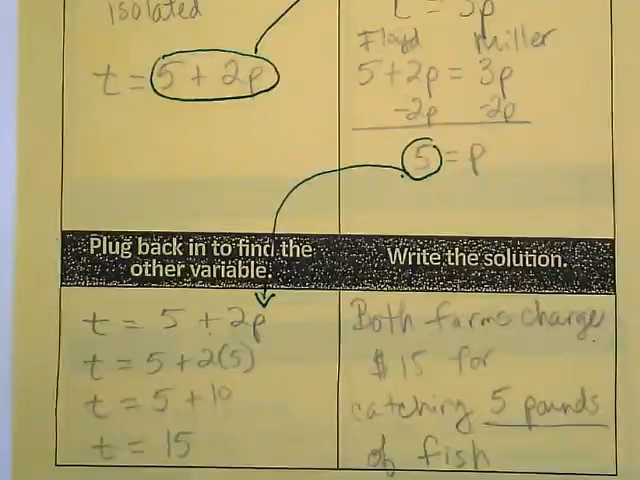 isolated
t = 5 + 2p
t = 3p
Floyd Miller
5+2p = 3p
-2p -2p
5 = p
Plug back in to find the
other variable.
t = 5 + 2p
t = 5 + 2(5)
t = 5 + 10
t = 15
Write the solution.
Both farms charge
$15 for
catching 5 pounds
of fish